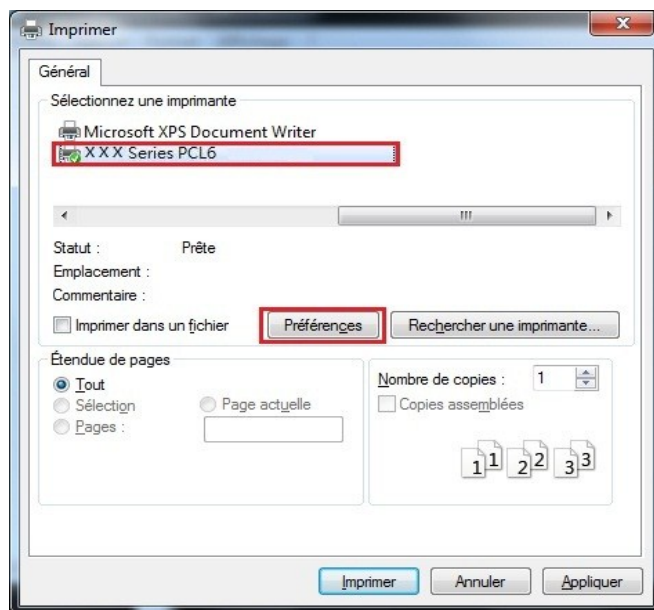 Imprimer
Général
Sélectionnez une imprimante
Microsoft XPS Document Writer
X X X Series PCL6
Statut : Prête
Emplacement :
Commentaire :
Imprimer dans un fichier Préférences Rechercher une imprimante...
Étendue de pages
Tout
Sélection Page actuelle
Pages :
Nombre de copies : 1
Copies assemblées
1 1 2 2 3 3
Imprimer Annuler Appliquer